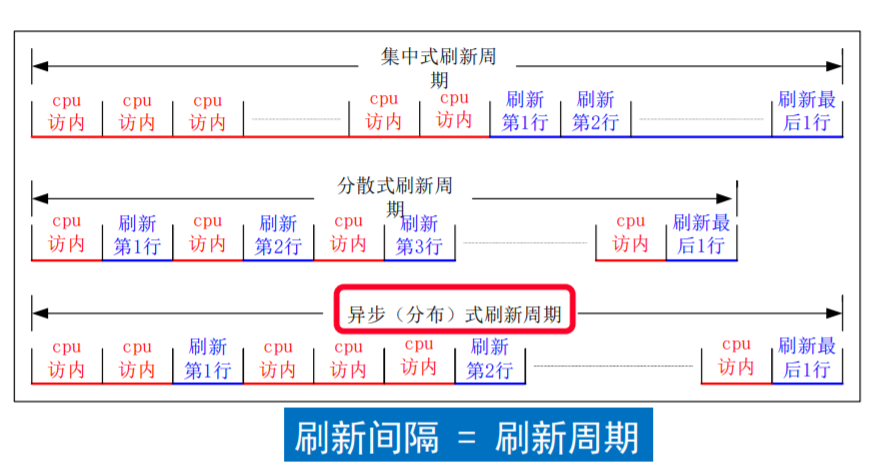 集中式刷新周
期
cpu cpu cpu cpu cpu 刷新 刷新 刷新最
访内 访内 访内 访内 访内 第1行 第2行 后1行
分散式刷新周
期
cpu 刷新 cpu 刷新 cpu 刷新 cpu 刷新最
访内 第1行 访内 第2行 访内 第3行 访内 后1行
异步（分布）式刷新周期
cpu cpu 刷新 cpu cpu cpu 刷新 cpu 刷新最
访内 访内 第1行 访内 访内 访内 第2行 访内 后1行
刷新间隔 = 刷新周期